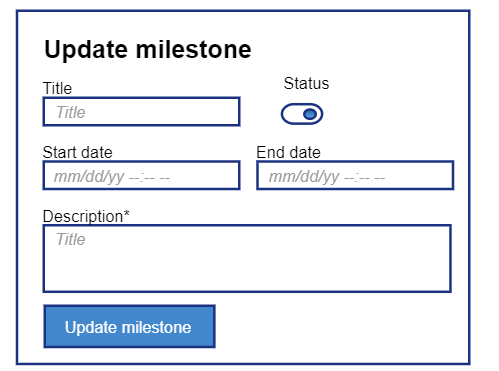 Update milestone
Title
Status
Title
Start date
End date
mm/dd/yy --:-- --
mm/dd/yy --:-- --
Description*
Title
Update milestone